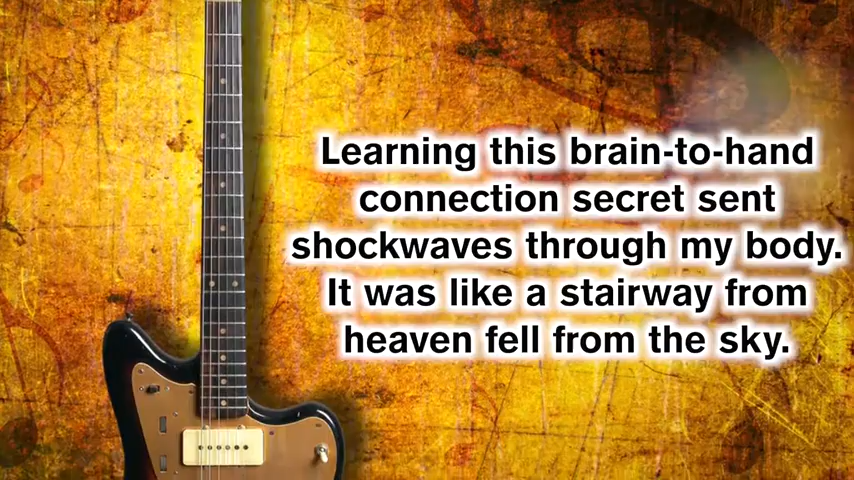 Learning this brain-to-hand
connection secret sent
shockwaves through my body.
It was like a stairway from
heaven fell from the sky.